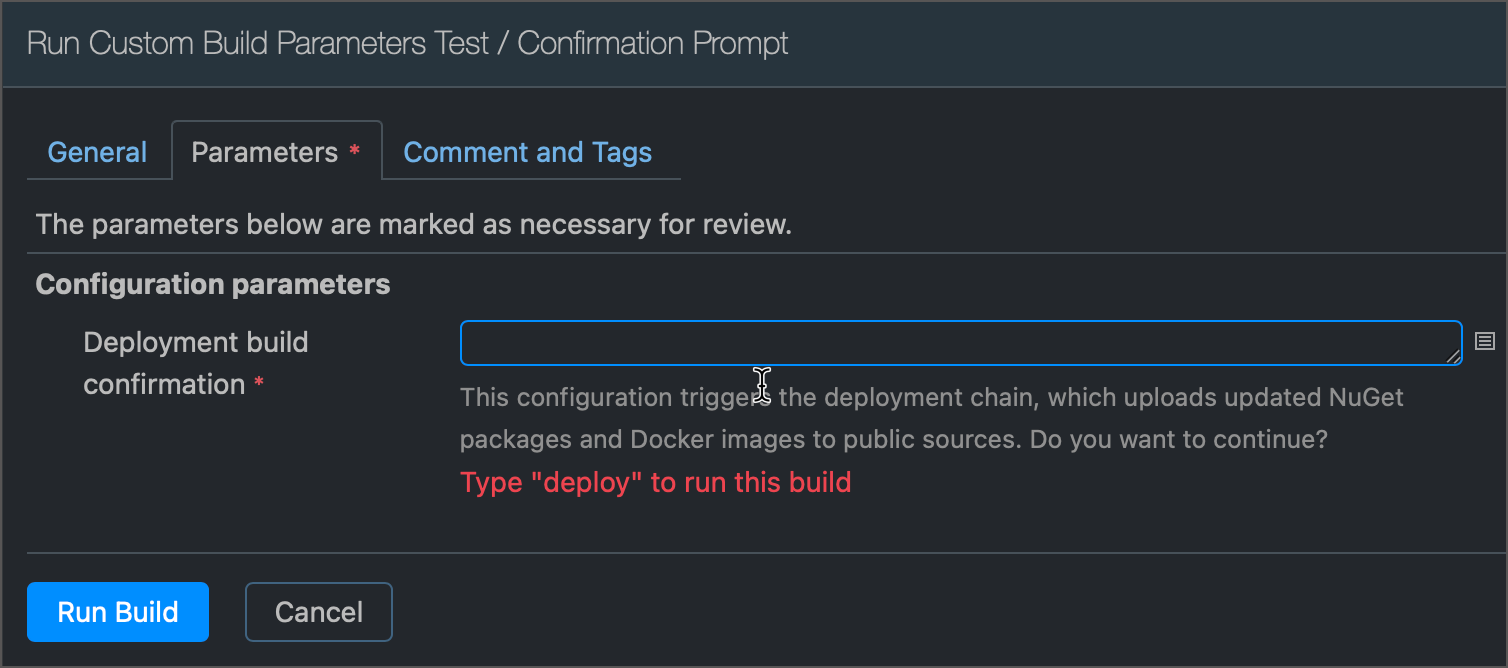 Run Custom Build Parameters Test / Confirmation Prompt
General Parameters * Comment and Tags
The parameters below are marked as necessary for review.
Configuration parameters
Deployment build
confirmation *
This configuration triggers the deployment chain, which uploads updated NuGet
packages and Docker images to public sources. Do you want to continue?
Type "deploy" to run this build
Run Build Cancel